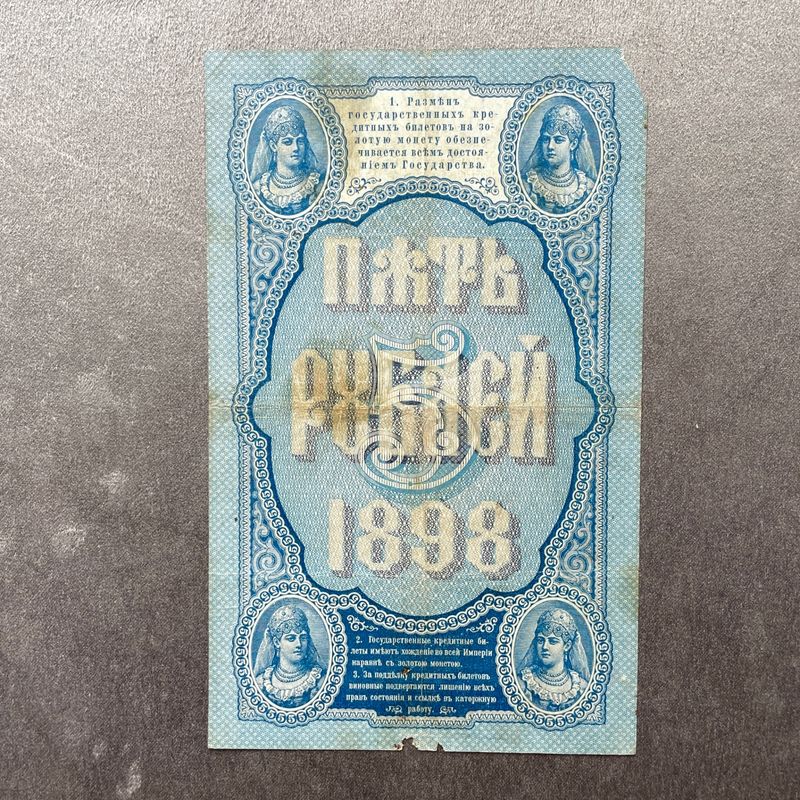 1. Размѣнъ
государственныхъ кре-
дитныхъ билетовъ на зо-
лотую монету обезпе-
чивается всѣмъ достоя-
ніемъ Государства.
ПѦТЬ
РУБЛЕЙ
5
1898
2. Государственные кредитные би-
леты имѣютъ хожденіе во всей Имперіи
наравнѣ съ золотою монетою.
3. За поддѣлку кредитныхъ билетовъ
виновные подвергаются лишенію всѣхъ
правъ состоянія и ссылкѣ въ каторжную
работу.